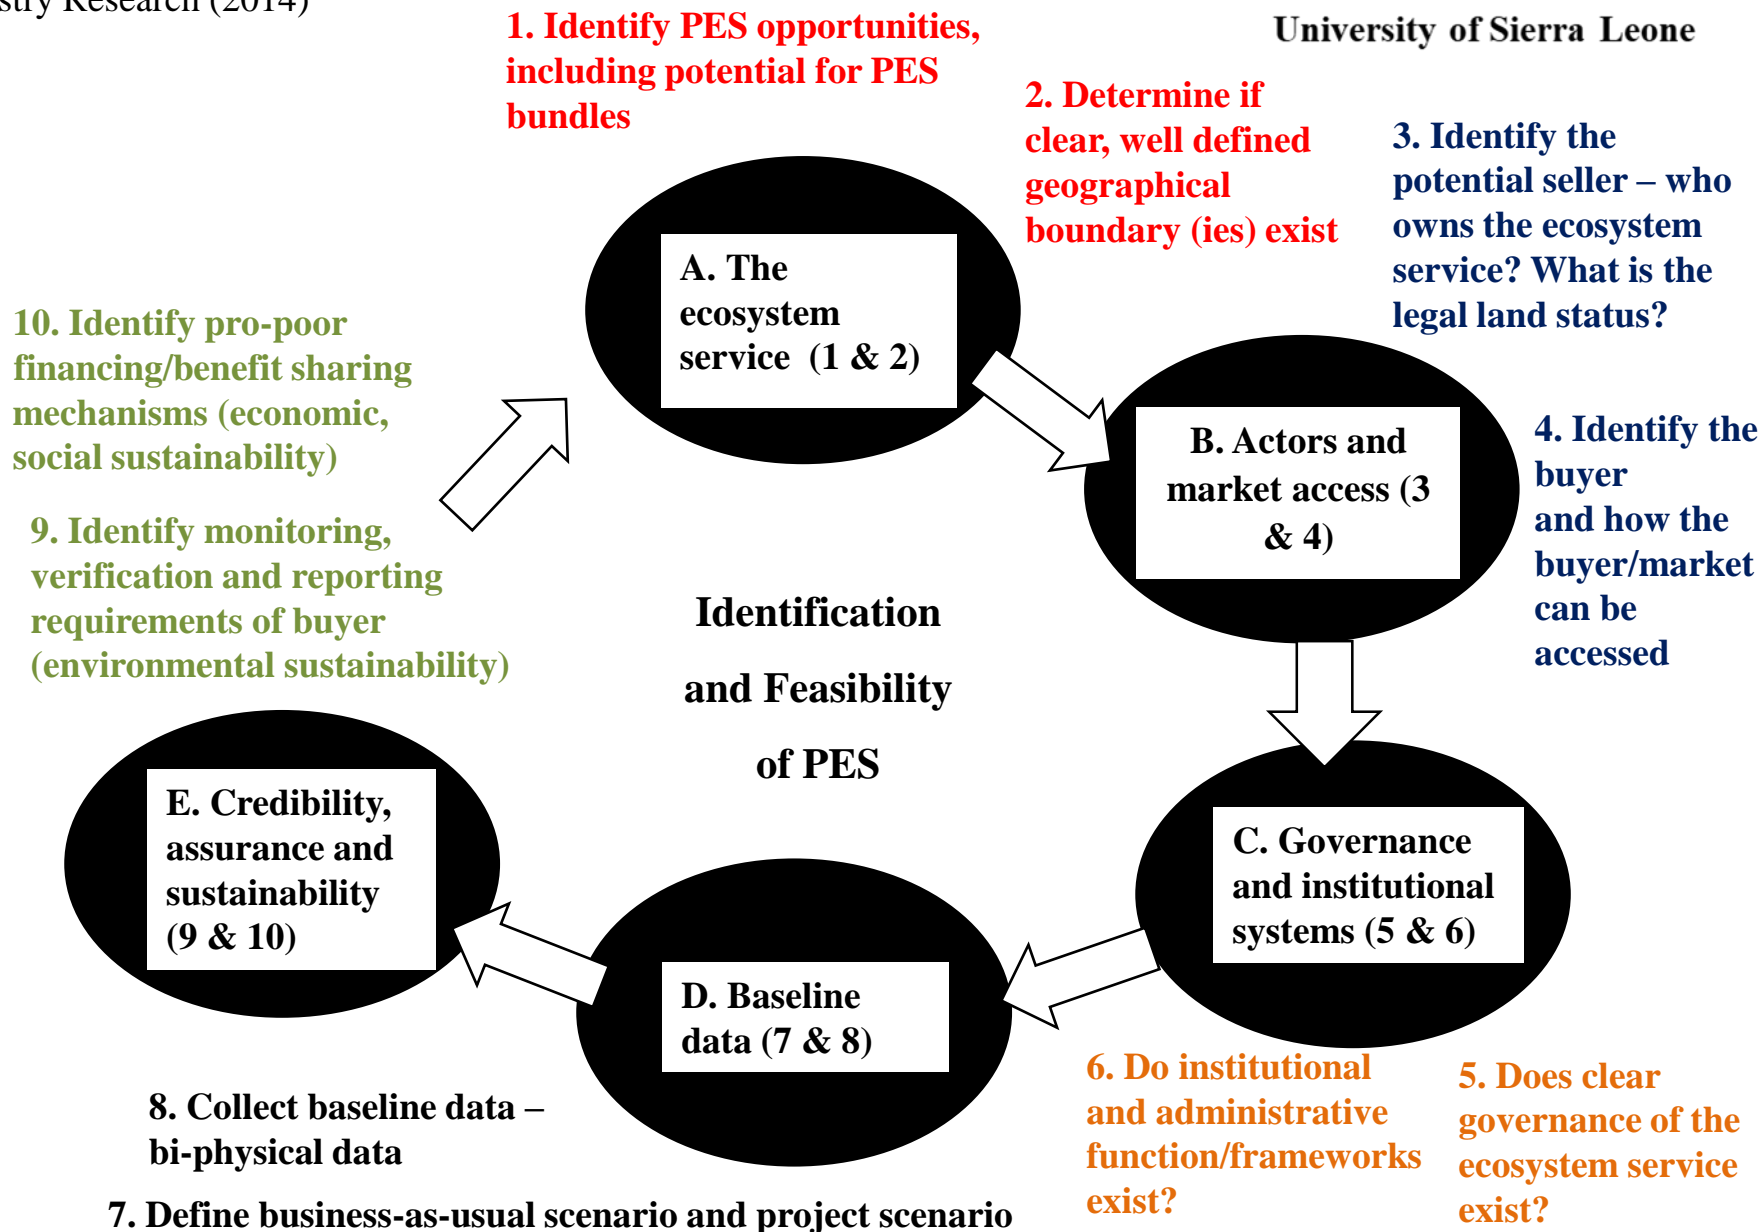 stry Research (2014)
University of Sierra Leone
1. Identify PES opportunities,
including potential for PES
bundles
2. Determine if
clear, well defined
geographical
boundary (ies) exist
3. Identify the
potential seller – who
owns the ecosystem
service? What is the
legal land status?
A. The
ecosystem
service (1 & 2)
10. Identify pro-poor
financing/benefit sharing
mechanisms (economic,
social sustainability)
B. Actors and
market access (3
& 4)
4. Identify the
buyer
and how the
buyer/market
can be
accessed
9. Identify monitoring,
verification and reporting
requirements of buyer
(environmental sustainability)
Identification
and Feasibility
of PES
E. Credibility,
assurance and
sustainability
(9 & 10)
C. Governance
and institutional
systems (5 & 6)
D. Baseline
data (7 & 8)
6. Do institutional
and administrative
function/frameworks
exist?
5. Does clear
governance of the
ecosystem service
exist?
8. Collect baseline data –
bi-physical data
7. Define business-as-usual scenario and project scenario